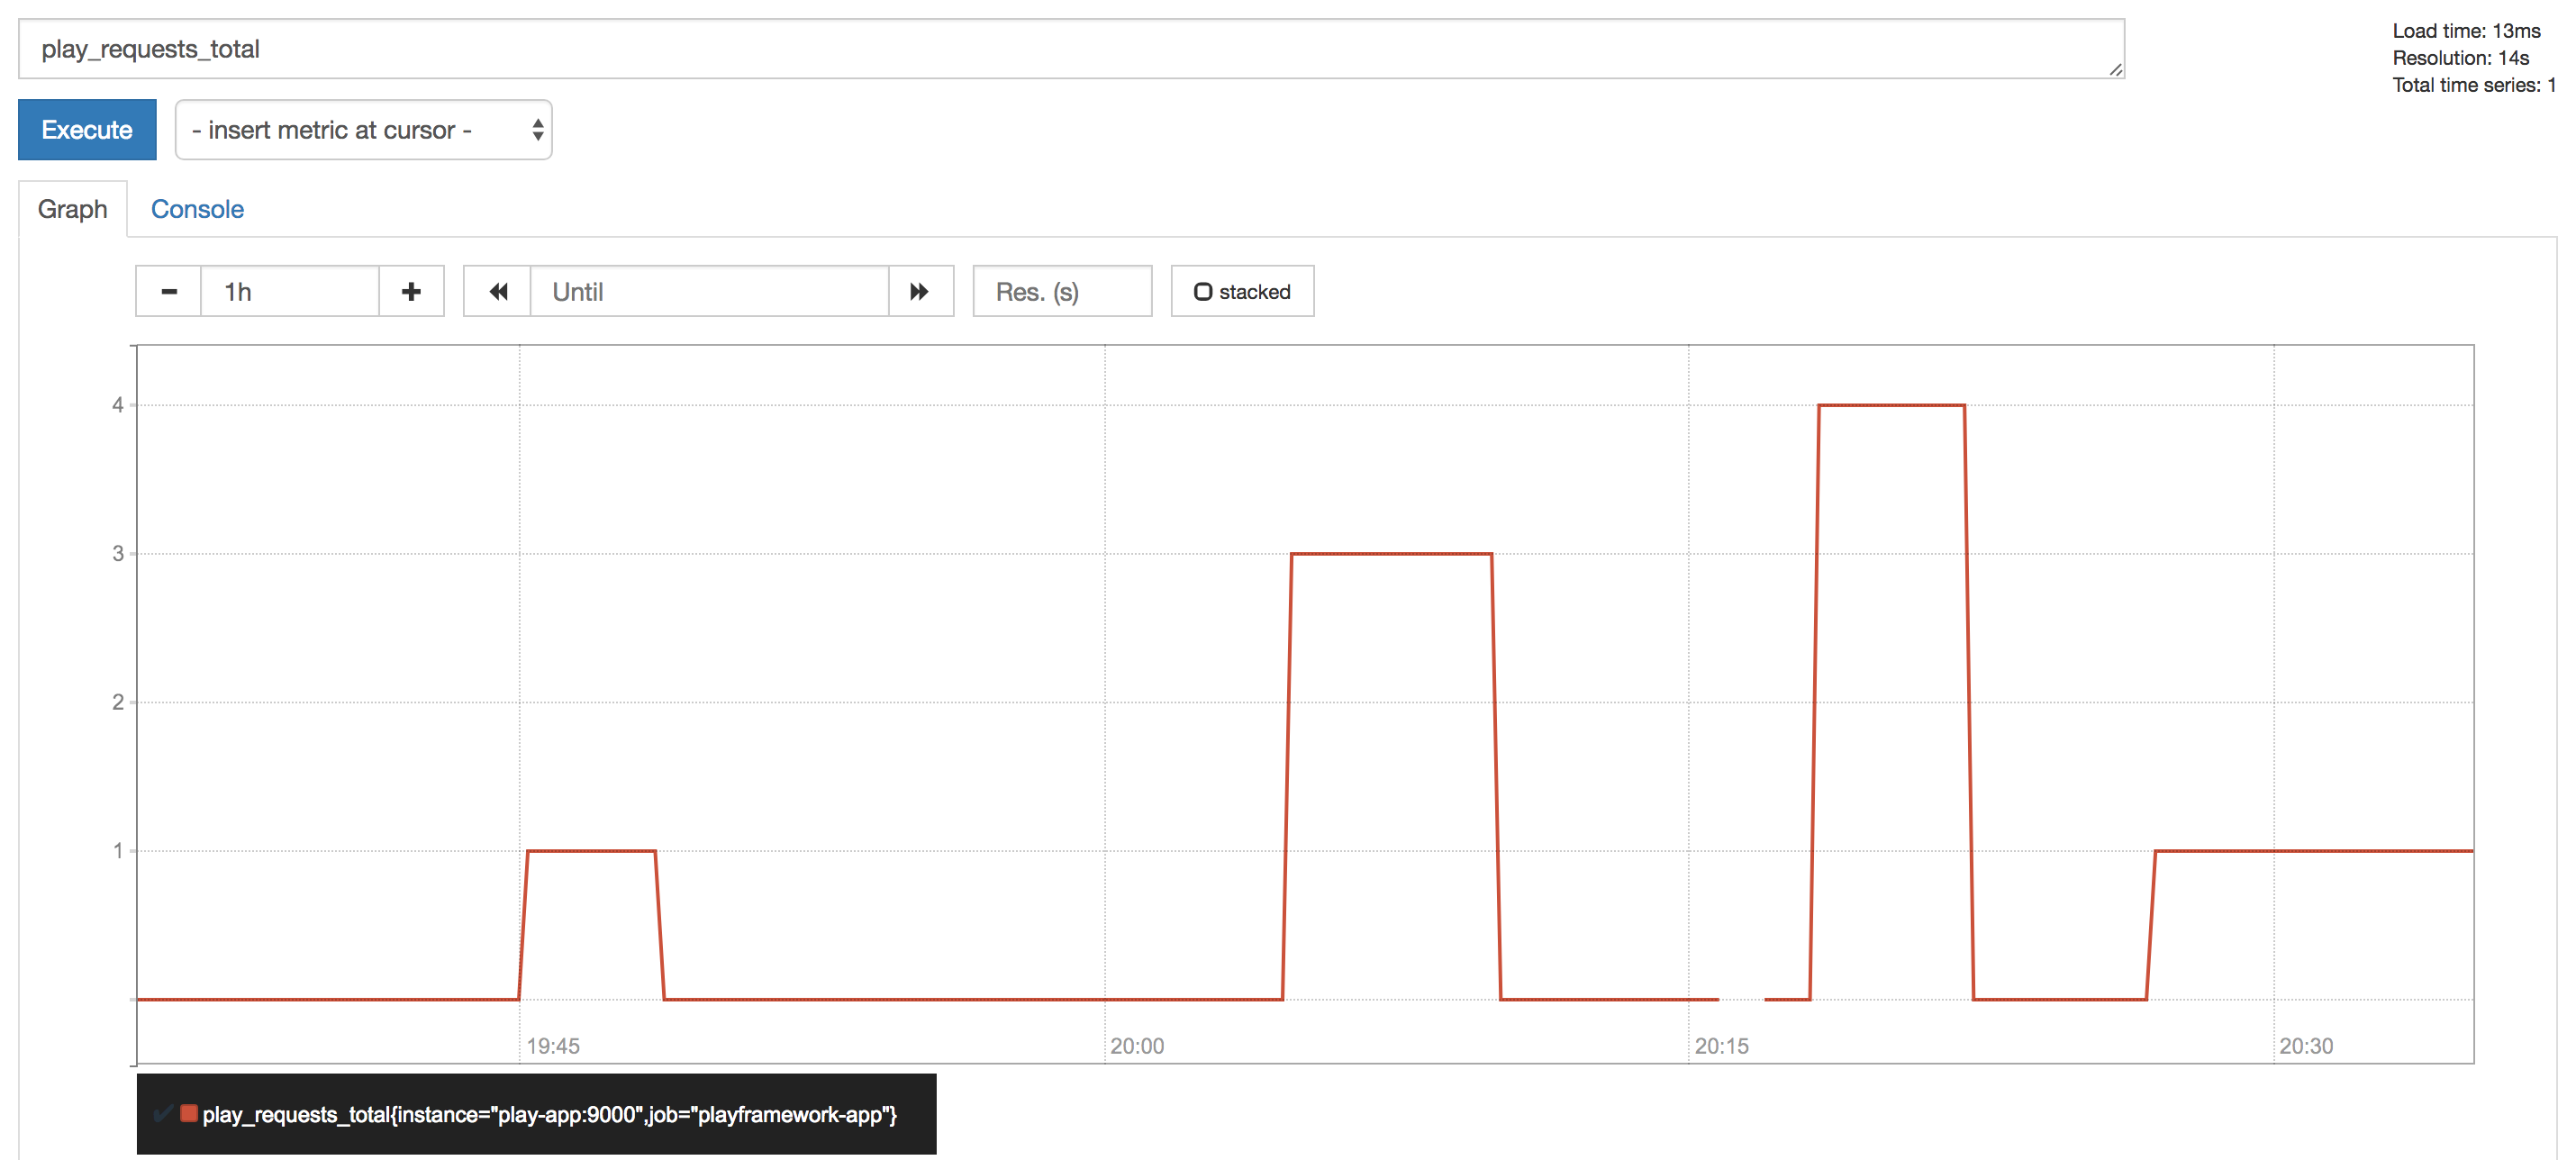 play_requests_total
Load time: 13ms
Resolution: 14s
Total time series: 1
Execute
- insert metric at cursor -
Graph
Console
1h
Until
Res. (s)
stacked
4
3
2
1
19:45
20:00
20:15
20:30
play_requests_total{instance="play-app:9000",job="playframework-app"}